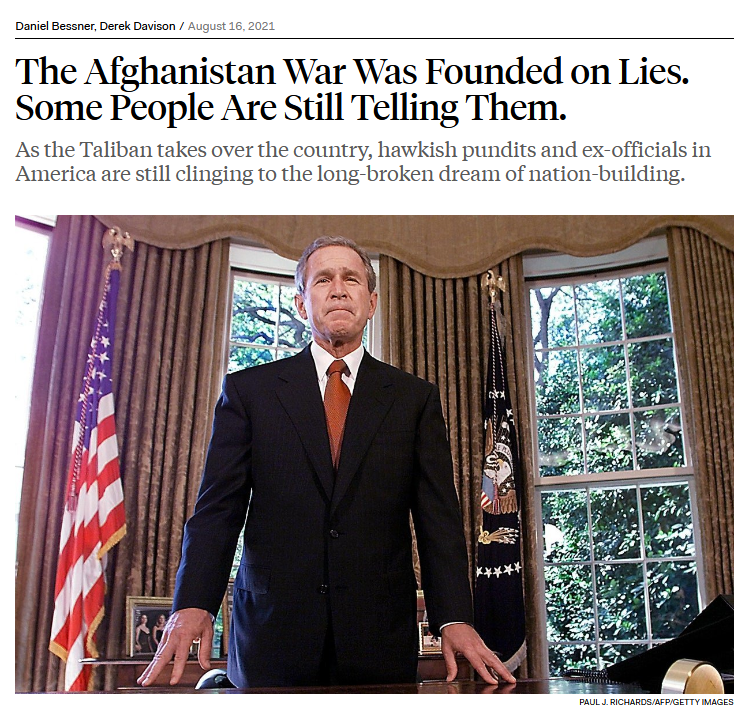 Daniel Bessner, Derek Davison / August 16, 2021
The Afghanistan War Was Founded on Lies.
Some People Are Still Telling Them.
As the Taliban takes over the country, hawkish pundits and ex-officials in
America are still clinging to the long-broken dream of nation-building.
PAUL J. RICHARDS/AFP/GETTY IMAGES